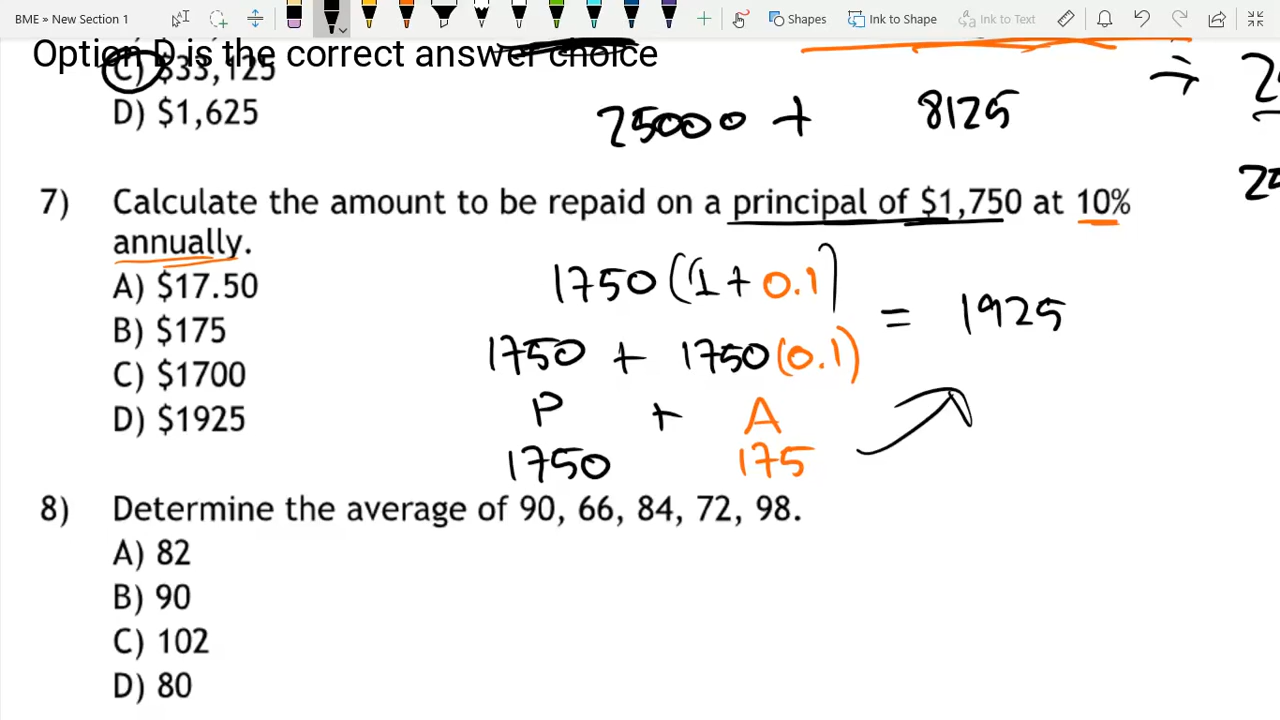 BME » New Section 1
Shapes
Ink to Shape
Ink to Text
Option D is the correct answer choice
C) $33,125
D) $1,625
25000 + 8125
7) Calculate the amount to be repaid on a principal of $1,750 at 10%
annually.
A) $17.50
B) $175
C) $1700
D) $1925
1750 (1 + 0.1)
1750 + 1750 (0.1)
= 1925
P + A
1750 175
8) Determine the average of 90, 66, 84, 72, 98.
A) 82
B) 90
C) 102
D) 80